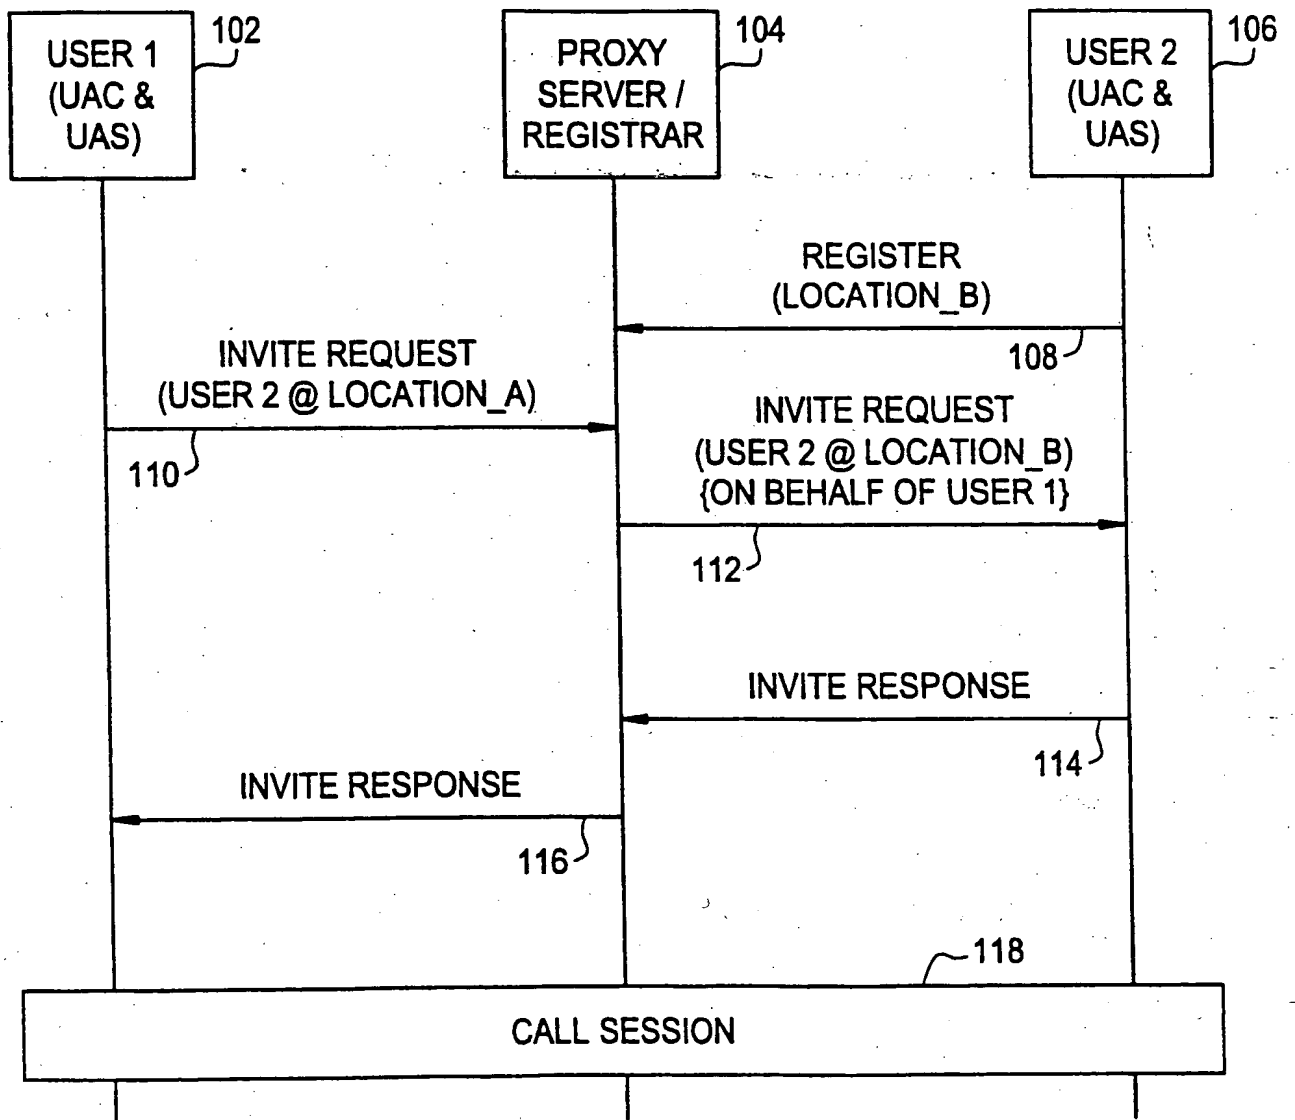 USER 1
(UAC &
UAS)
102
PROXY
SERVER /
REGISTRAR
104
USER 2
(UAC &
UAS)
106
REGISTER
(LOCATION_B)
108
INVITE REQUEST
(USER 2 @ LOCATION_A)
110
INVITE REQUEST
(USER 2 @ LOCATION_B)
{ON BEHALF OF USER 1}
112
INVITE RESPONSE
114
INVITE RESPONSE
116
118
CALL SESSION